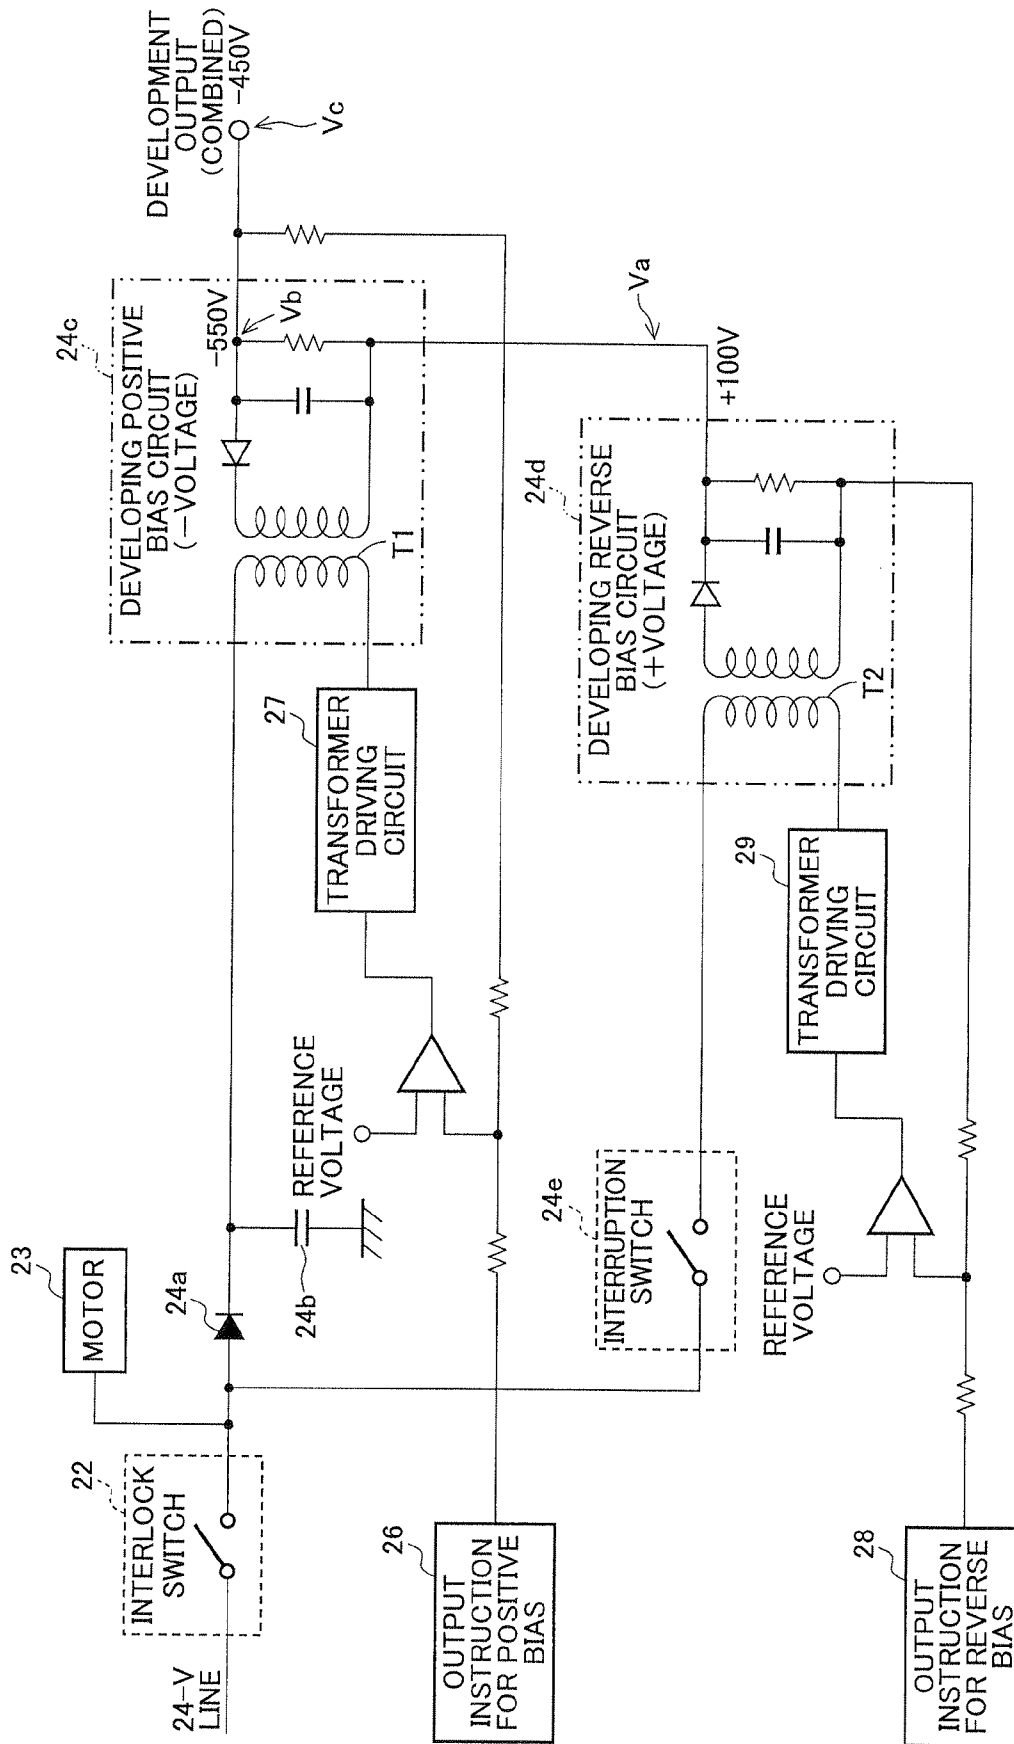 24-V
LINE
INTERLOCK
SWITCH
22
MOTOR
23
24a
24b
REFERENCE
VOLTAGE
TRANSFORMER
DRIVING
CIRCUIT
27
DEVELOPING POSITIVE
BIAS CIRCUIT
(−VOLTAGE)
24c
T1
-550V
Vb
DEVELOPMENT
OUTPUT
(COMBINED)
-450V
Vc
OUTPUT
INSTRUCTION
FOR POSITIVE
BIAS
26
INTERRUPTION
SWITCH
24e
DEVELOPING REVERSE
BIAS CIRCUIT
(+VOLTAGE)
24d
T2
+100V
Va
REFERENCE
VOLTAGE
TRANSFORMER
DRIVING
CIRCUIT
29
OUTPUT
INSTRUCTION
FOR REVERSE
BIAS
28